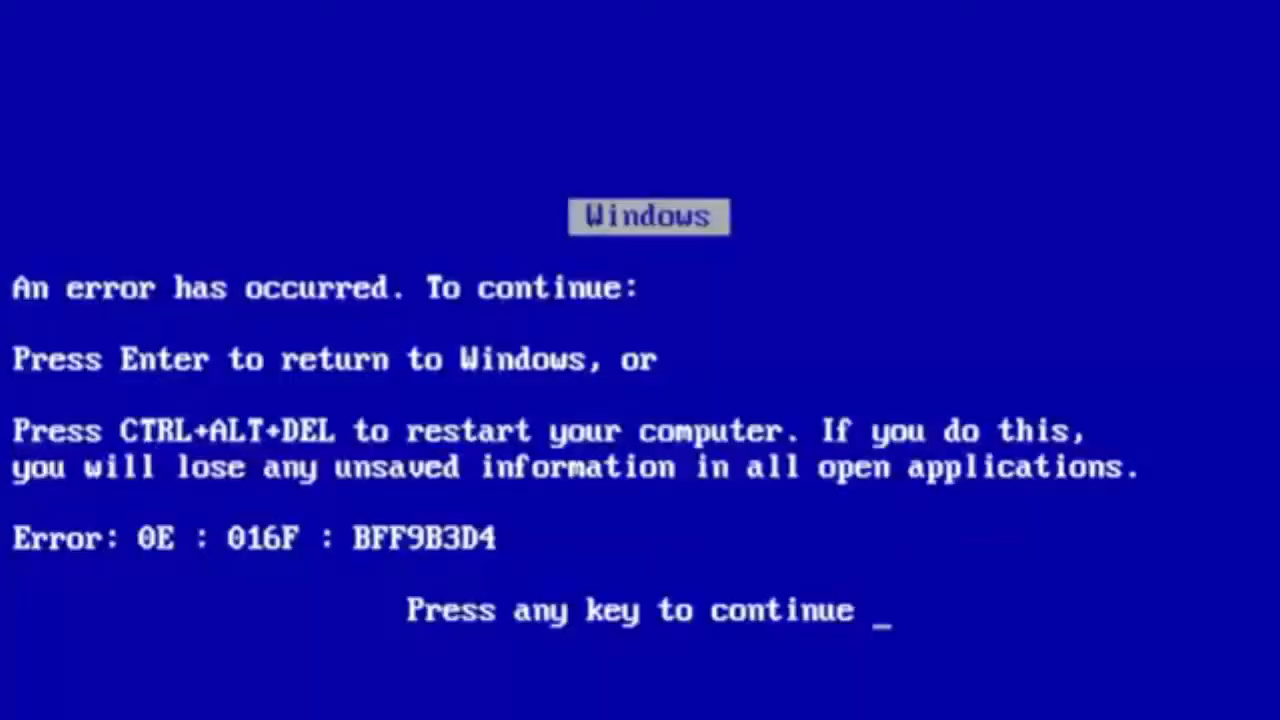 Windows
An error has occurred. To continue:
Press Enter to return to Windows, or
Press CTRL+ALT+DEL to restart your computer. If you do this,
you will lose any unsaved information in all open applications.
Error: 0E : 016F : BFF9B3D4
Press any key to continue _